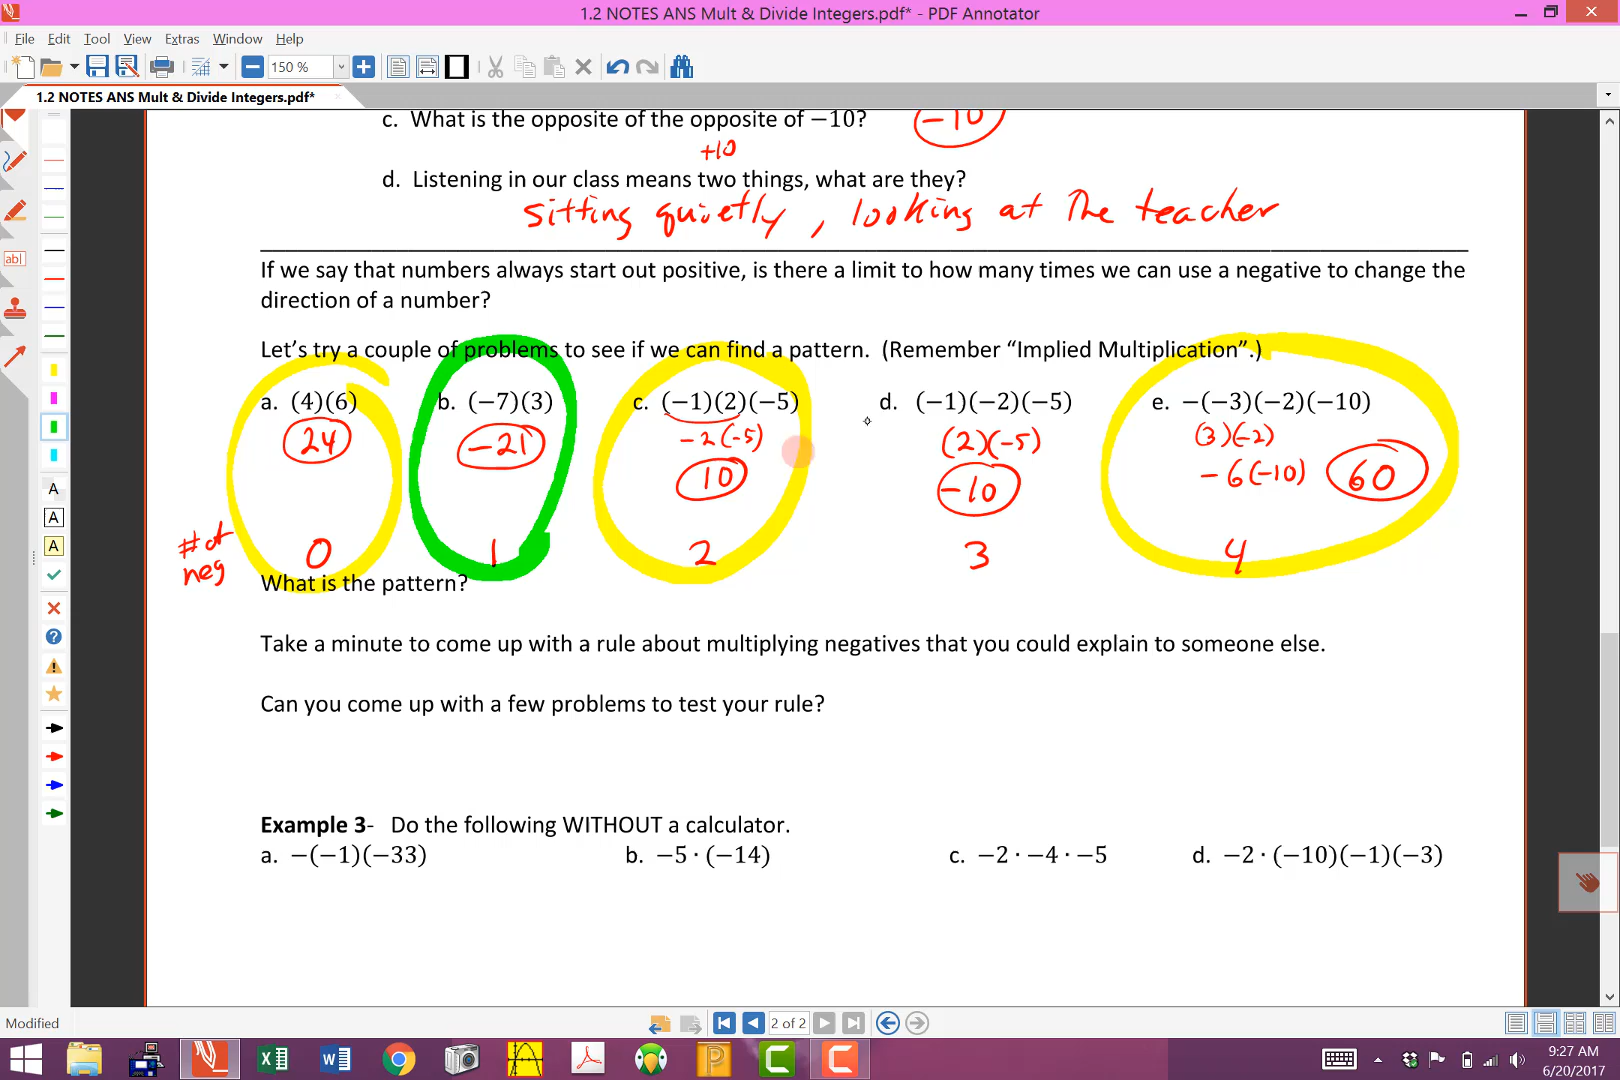 1.2 NOTES ANS Mult & Divide Integers.pdf* - PDF Annotator
File Edit Tool View Extras Window Help
150 %
1.2 NOTES ANS Mult & Divide Integers.pdf*
c. What is the opposite of the opposite of −10? −10
+10
d. Listening in our class means two things, what are they?
sitting quietly, looking at the teacher
If we say that numbers always start out positive, is there a limit to how many times we can use a negative to change the
direction of a number?
Let's try a couple of problems to see if we can find a pattern. (Remember "Implied Multiplication".)
a. (4)(6) b. (−7)(3) c. (−1)(2)(−5) d. (−1)(−2)(−5) e. −(−3)(−2)(−10)
24 −21 −2(−5) (2)(−5) (3)(−2)
10 −10 −6(−10) 60
# of
neg 0 1 2 3 4
What is the pattern?
Take a minute to come up with a rule about multiplying negatives that you could explain to someone else.
Can you come up with a few problems to test your rule?
Example 3- Do the following WITHOUT a calculator.
a. −(−1)(−33) b. −5 · (−14) c. −2 · −4 · −5 d. −2 · (−10)(−1)(−3)
abl
A
A
A
Modified
2 of 2
9:27 AM
6/20/2017